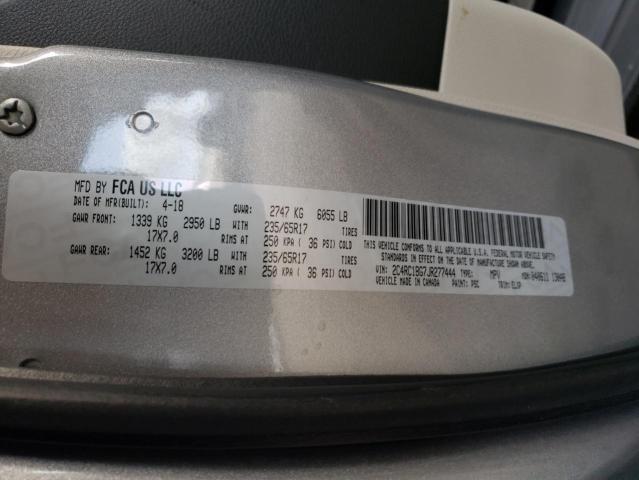 MFD BY FCA US LLC
DATE OF MFR(BUILT): 4-18 GVWR: 2747 KG 6055 LB
GAWR FRONT: 1339 KG 2950 LB WITH 235/65R17 TIRES
17X7.0 RIMS AT 250 KPA ( 36 PSI) COLD
GAWR REAR: 1452 KG 3200 LB WITH 235/65R17 TIRES
17X7.0 RIMS AT 250 KPA ( 36 PSI) COLD
THIS VEHICLE CONFORMS TO ALL APPLICABLE U.S.A. FEDERAL MOTOR VEHICLE SAFETY
STANDARDS IN EFFECT ON THE DATE OF MANUFACTURE SHOWN ABOVE.
VIN: 2C4RC1BG7JR277444 TYPE: MPV MDH:
VEHICLE MADE IN CANADA PAINT: PSC TRIM: